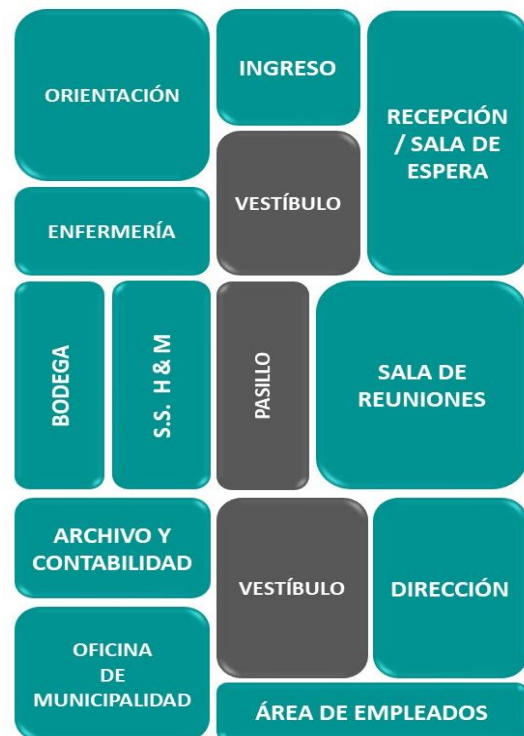 ORIENTACIÓN
INGRESO
RECEPCIÓN
/ SALA DE
ESPERA
VESTÍBULO
ENFERMERÍA
BODEGA
S.S. H & M
PASILLO
SALA DE
REUNIONES
ARCHIVO Y
CONTABILIDAD
VESTÍBULO
DIRECCIÓN
OFICINA
DE
MUNICIPALIDAD
ÁREA DE EMPLEADOS